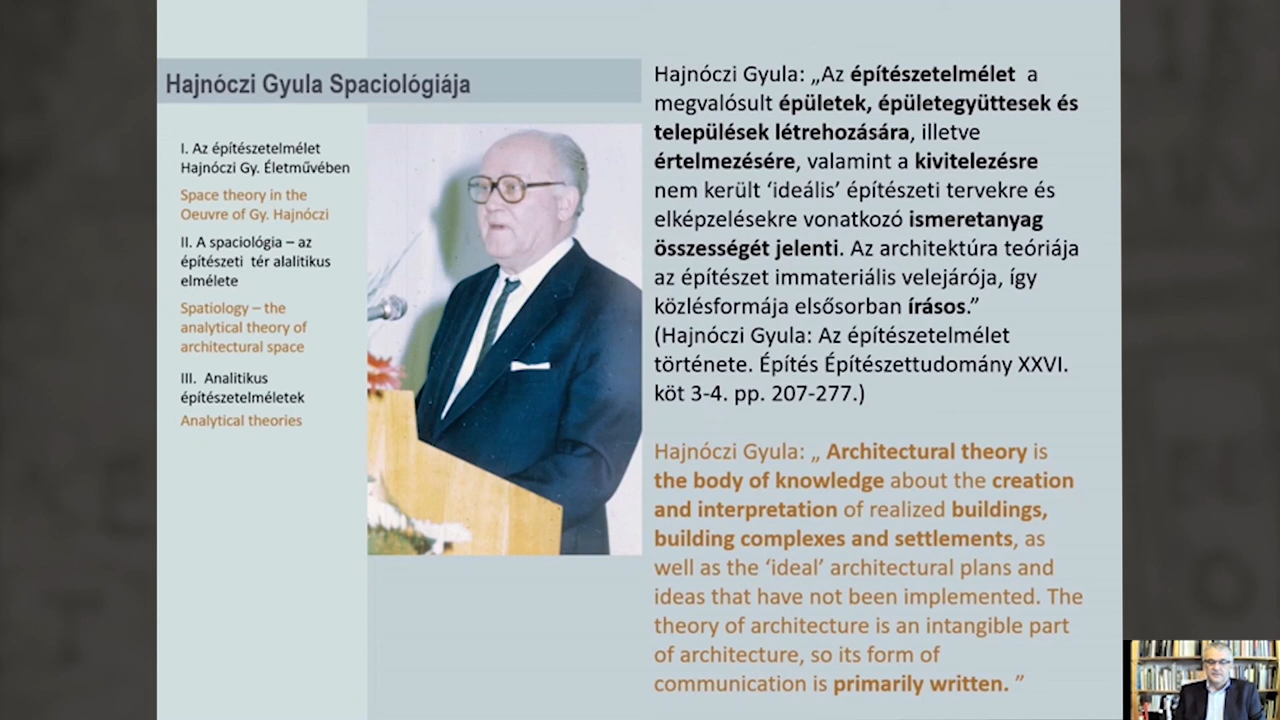 Hajnóczi Gyula Spaciológiája
I. Az építészetelmélet
Hajnóczi Gy. Életművében
Space theory in the
Oeuvre of Gy. Hajnóczi
II. A spaciológia – az
építészeti tér alalitikus
elmélete
Spatiology – the
analytical theory of
architectural space
III. Analitikus
építészetelméletek
Analytical theories
Hajnóczi Gyula: „Az építészetelmélet a
megvalósult épületek, épületegyüttesek és
települések létrehozására, illetve
értelmezésére, valamint a kivitelezésre
nem került ‘ideális’ építészeti tervekre és
elképzelésekre vonatkozó ismeretanyag
összességét jelenti. Az architektúra teóriája
az építészet immateriális velejárója, így
közlésformája elsősorban írásos.”
(Hajnóczi Gyula: Az építészetelmélet
története. Építés Építészettudomány XXVI.
köt 3-4. pp. 207-277.)
Hajnóczi Gyula: „ Architectural theory is
the body of knowledge about the creation
and interpretation of realized buildings,
building complexes and settlements, as
well as the ‘ideal’ architectural plans and
ideas that have not been implemented. The
theory of architecture is an intangible part
of architecture, so its form of
communication is primarily written. ”